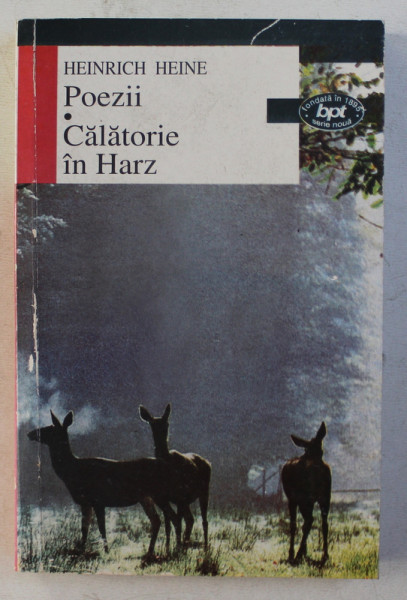 HEINRICH HEINE
Poezii
•
Călătorie
în Harz
fondată în 1895
bpt
serie nouă